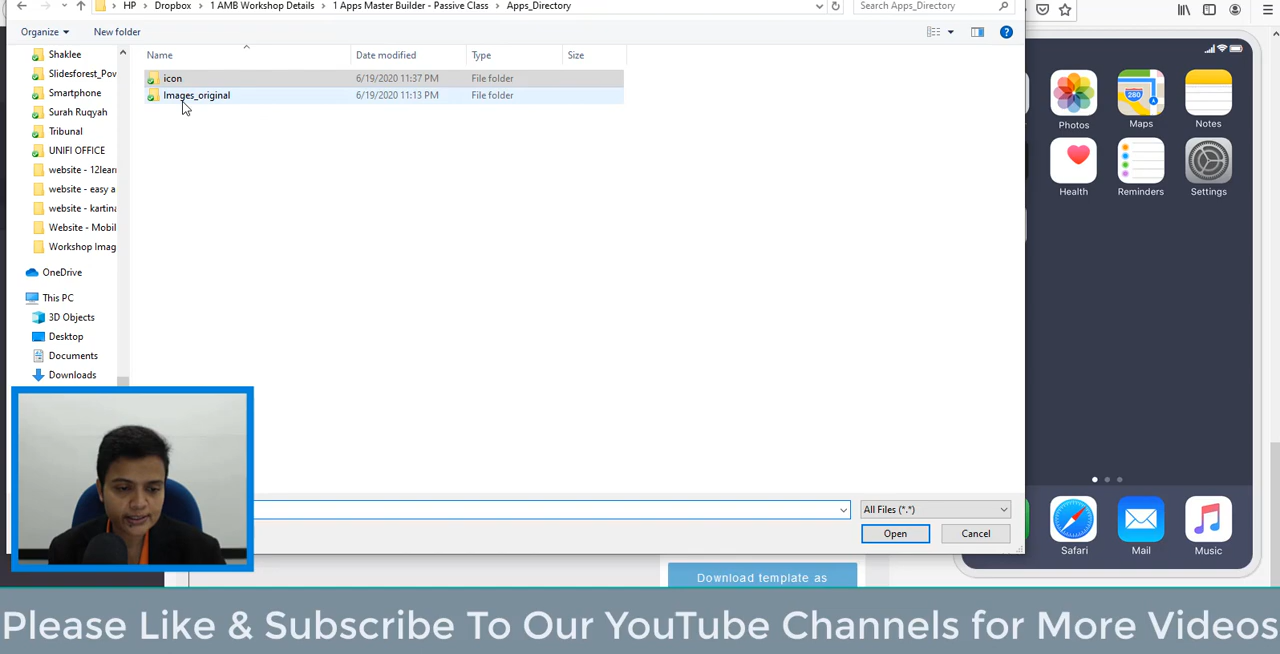 HP > Dropbox > 1 AMB Workshop Details > 1 Apps Master Builder - Passive Class > Apps_Directory
Search Apps_Directory
Organize
New folder
Name
Date modified
Type
Size
icon
6/19/2020 11:37 PM
File folder
Images_original
6/19/2020 11:13 PM
File folder
Shaklee
Slidesforest_Pov
Smartphone
Surah Ruqyah
Tribunal
UNIFI OFFICE
website - 12learn
website - easy a
website - kartina
Website - Mobil
Workshop Imag
OneDrive
This PC
3D Objects
Desktop
Documents
Downloads
All Files (*.*)
Open
Cancel
Photos
280
Maps
Notes
Health
Reminders
Settings
Safari
Mail
Music
Download template as
Please Like & Subscribe To Our YouTube Channels for More Videos